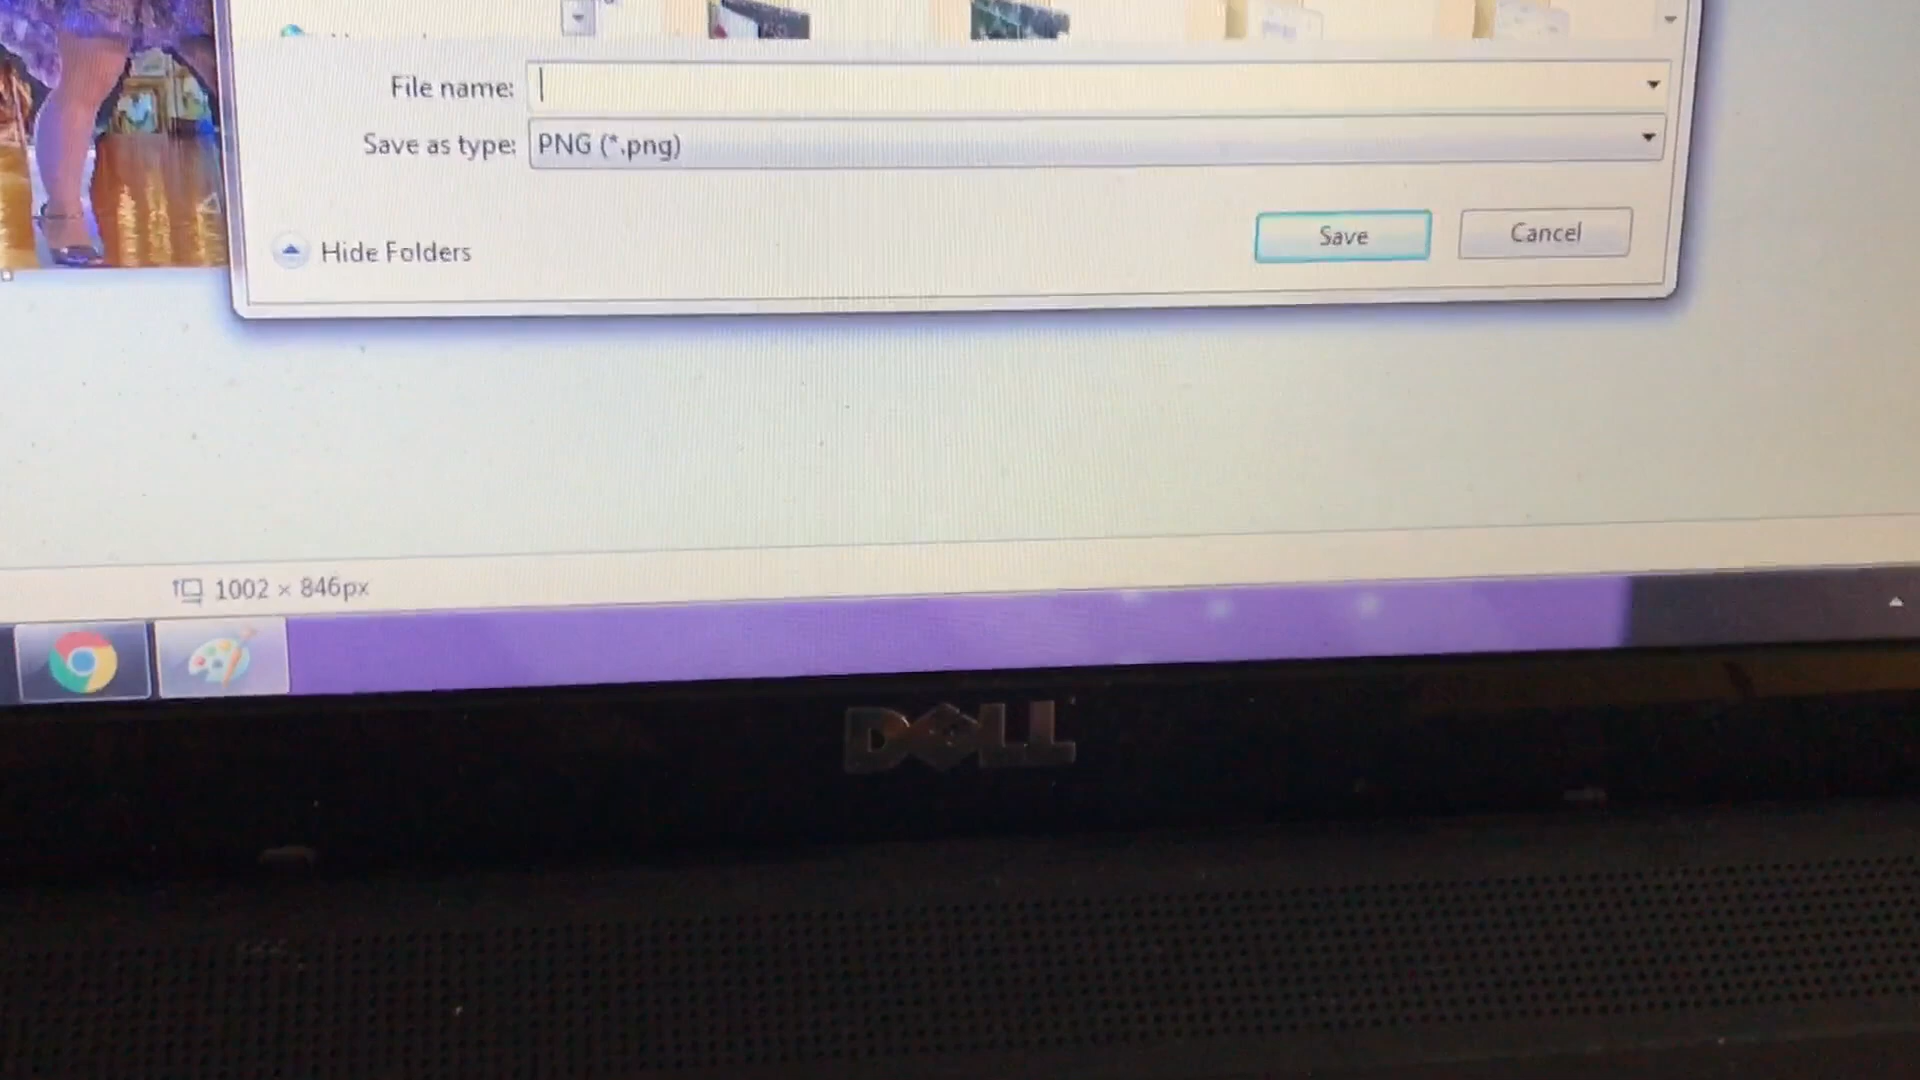 File name:
Save as type: PNG (*.png)
Hide Folders
Save
Cancel
1002 × 846px
DELL